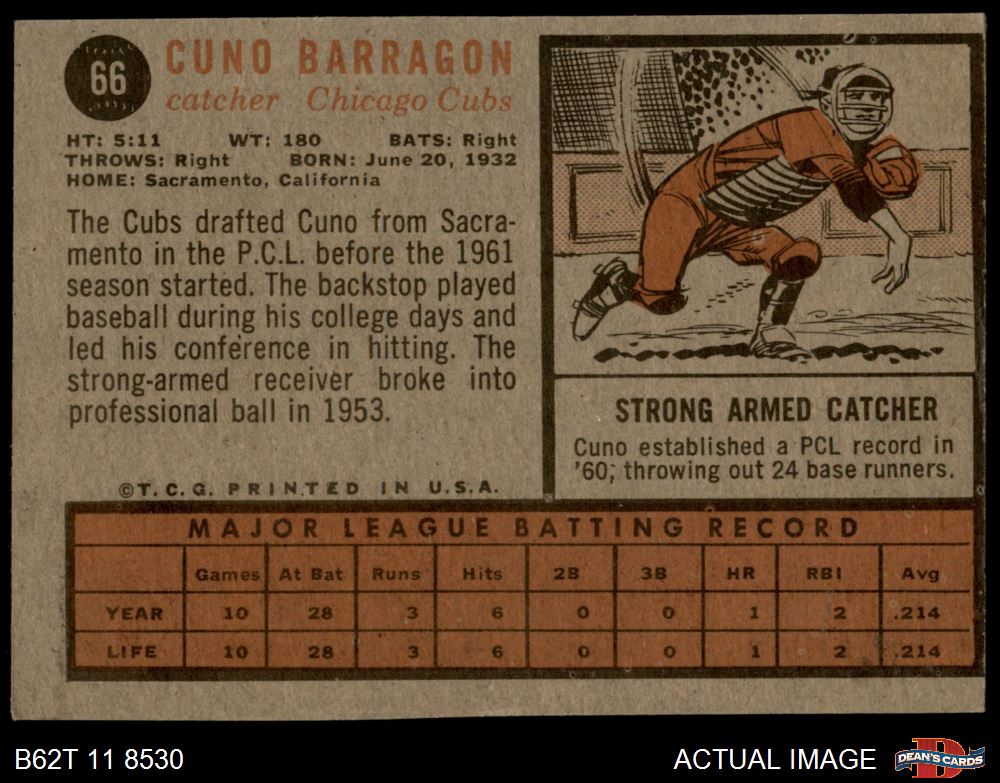 66
CUNO BARRAGON
catcher Chicago Cubs
HT: 5:11 WT: 180 BATS: Right
THROWS: Right BORN: June 20, 1932
HOME: Sacramento, California
The Cubs drafted Cuno from Sacra-
mento in the P.C.L. before the 1961
season started. The backstop played
baseball during his college days and
led his conference in hitting. The
strong-armed receiver broke into
professional ball in 1953.
©T.C.G. PRINTED IN U.S.A.
STRONG ARMED CATCHER
Cuno established a PCL record in
'60; throwing out 24 base runners.
MAJOR LEAGUE BATTING RECORD
Games At Bat Runs Hits 2B 3B HR RBI Avg
YEAR 10 28 3 6 0 0 1 2 .214
LIFE 10 28 3 6 0 0 1 2 .214
B62T 11 8530
ACTUAL IMAGE
D
DEAN'S CARDS